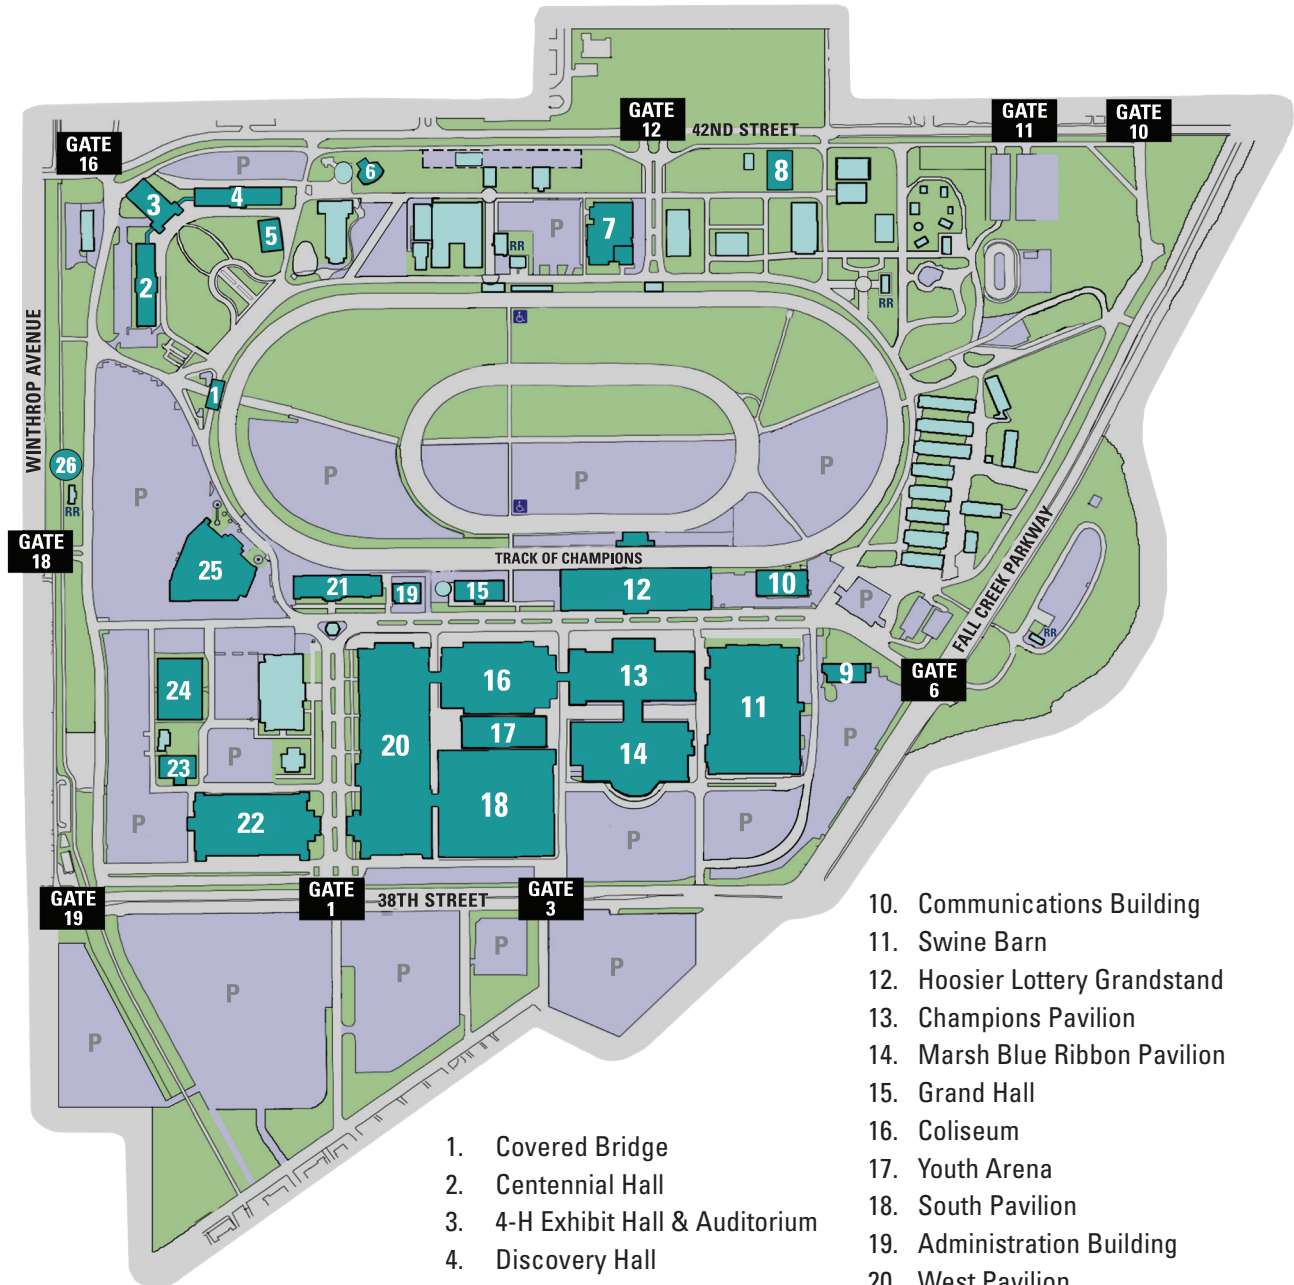 GATE
12
42ND STREET
GATE
11
GATE
10
GATE
16
P
6
8
3
4
5
7
P
RR
2
RR
WINTHROP AVENUE
1
26
RR
P
P
P
P
GATE
18
TRACK OF CHAMPIONS
25
21
19
15
12
10
P
FALL CREEK PARKWAY
RR
GATE
6
24
16
13
11
9
17
20
14
P
23
P
18
22
P
P
P
GATE
19
GATE
1
38TH STREET
GATE
3
P
P
P
P
P
1. Covered Bridge
2. Centennial Hall
3. 4-H Exhibit Hall & Auditorium
4. Discovery Hall
10. Communications Building
11. Swine Barn
12. Hoosier Lottery Grandstand
13. Champions Pavilion
14. Marsh Blue Ribbon Pavilion
15. Grand Hall
16. Coliseum
17. Youth Arena
18. South Pavilion
19. Administration Building
20. West Pavilion